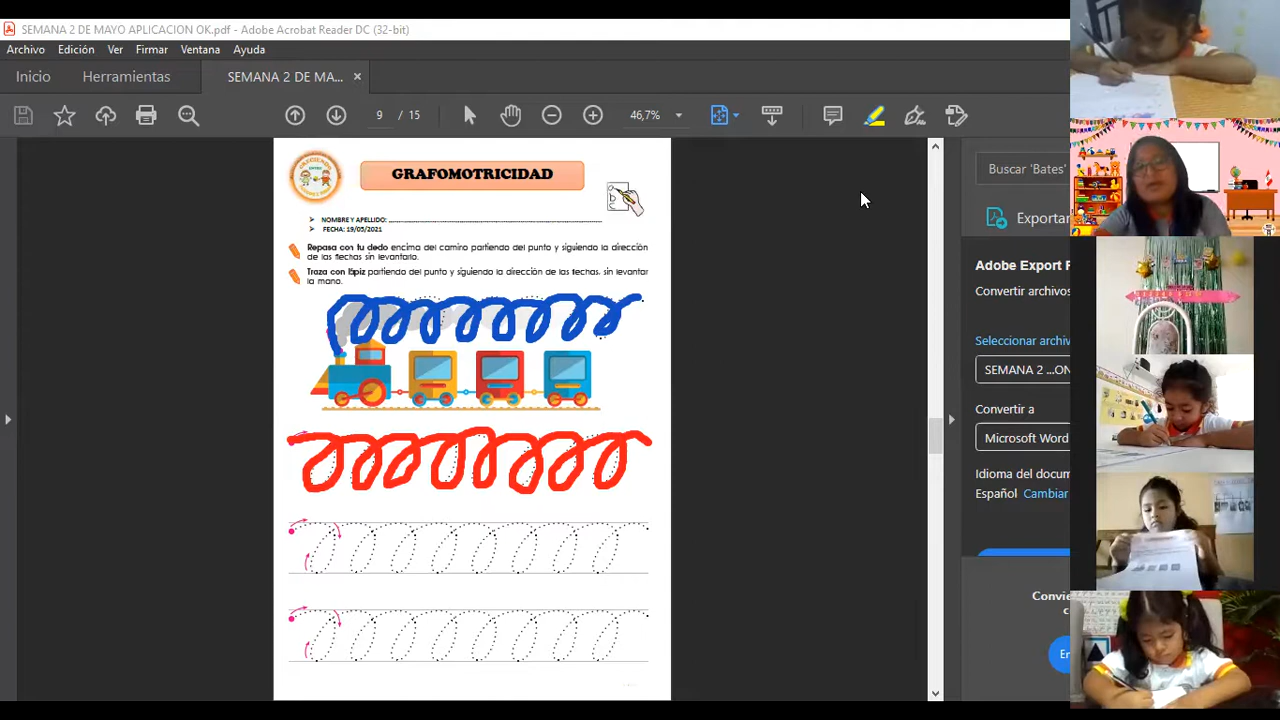 SEMANA 2 DE MAYO APLICACION OK.pdf - Adobe Acrobat Reader DC (32-bit)
Archivo Edición Ver Firmar Ventana Ayuda
Inicio Herramientas SEMANA 2 DE MA... ×
9 / 15 46,7%
GRAFOMOTRICIDAD
NOMBRE Y APELLIDO:
FECHA: 19/05/2021
Repasa con tu dedo encima del camino partiendo del punto y siguiendo la dirección
de las flechas sin levantarlo.
Traza con lápiz partiendo del punto y siguiendo la dirección de las flechas, sin levantar
la mano.
Buscar 'Bates'
Exportar
Adobe Export
Convertir archivos
Seleccionar archiv
SEMANA 2 ...ON
Convertir a
Microsoft Word
Idioma del docum
Español Cambiar
Convie
En